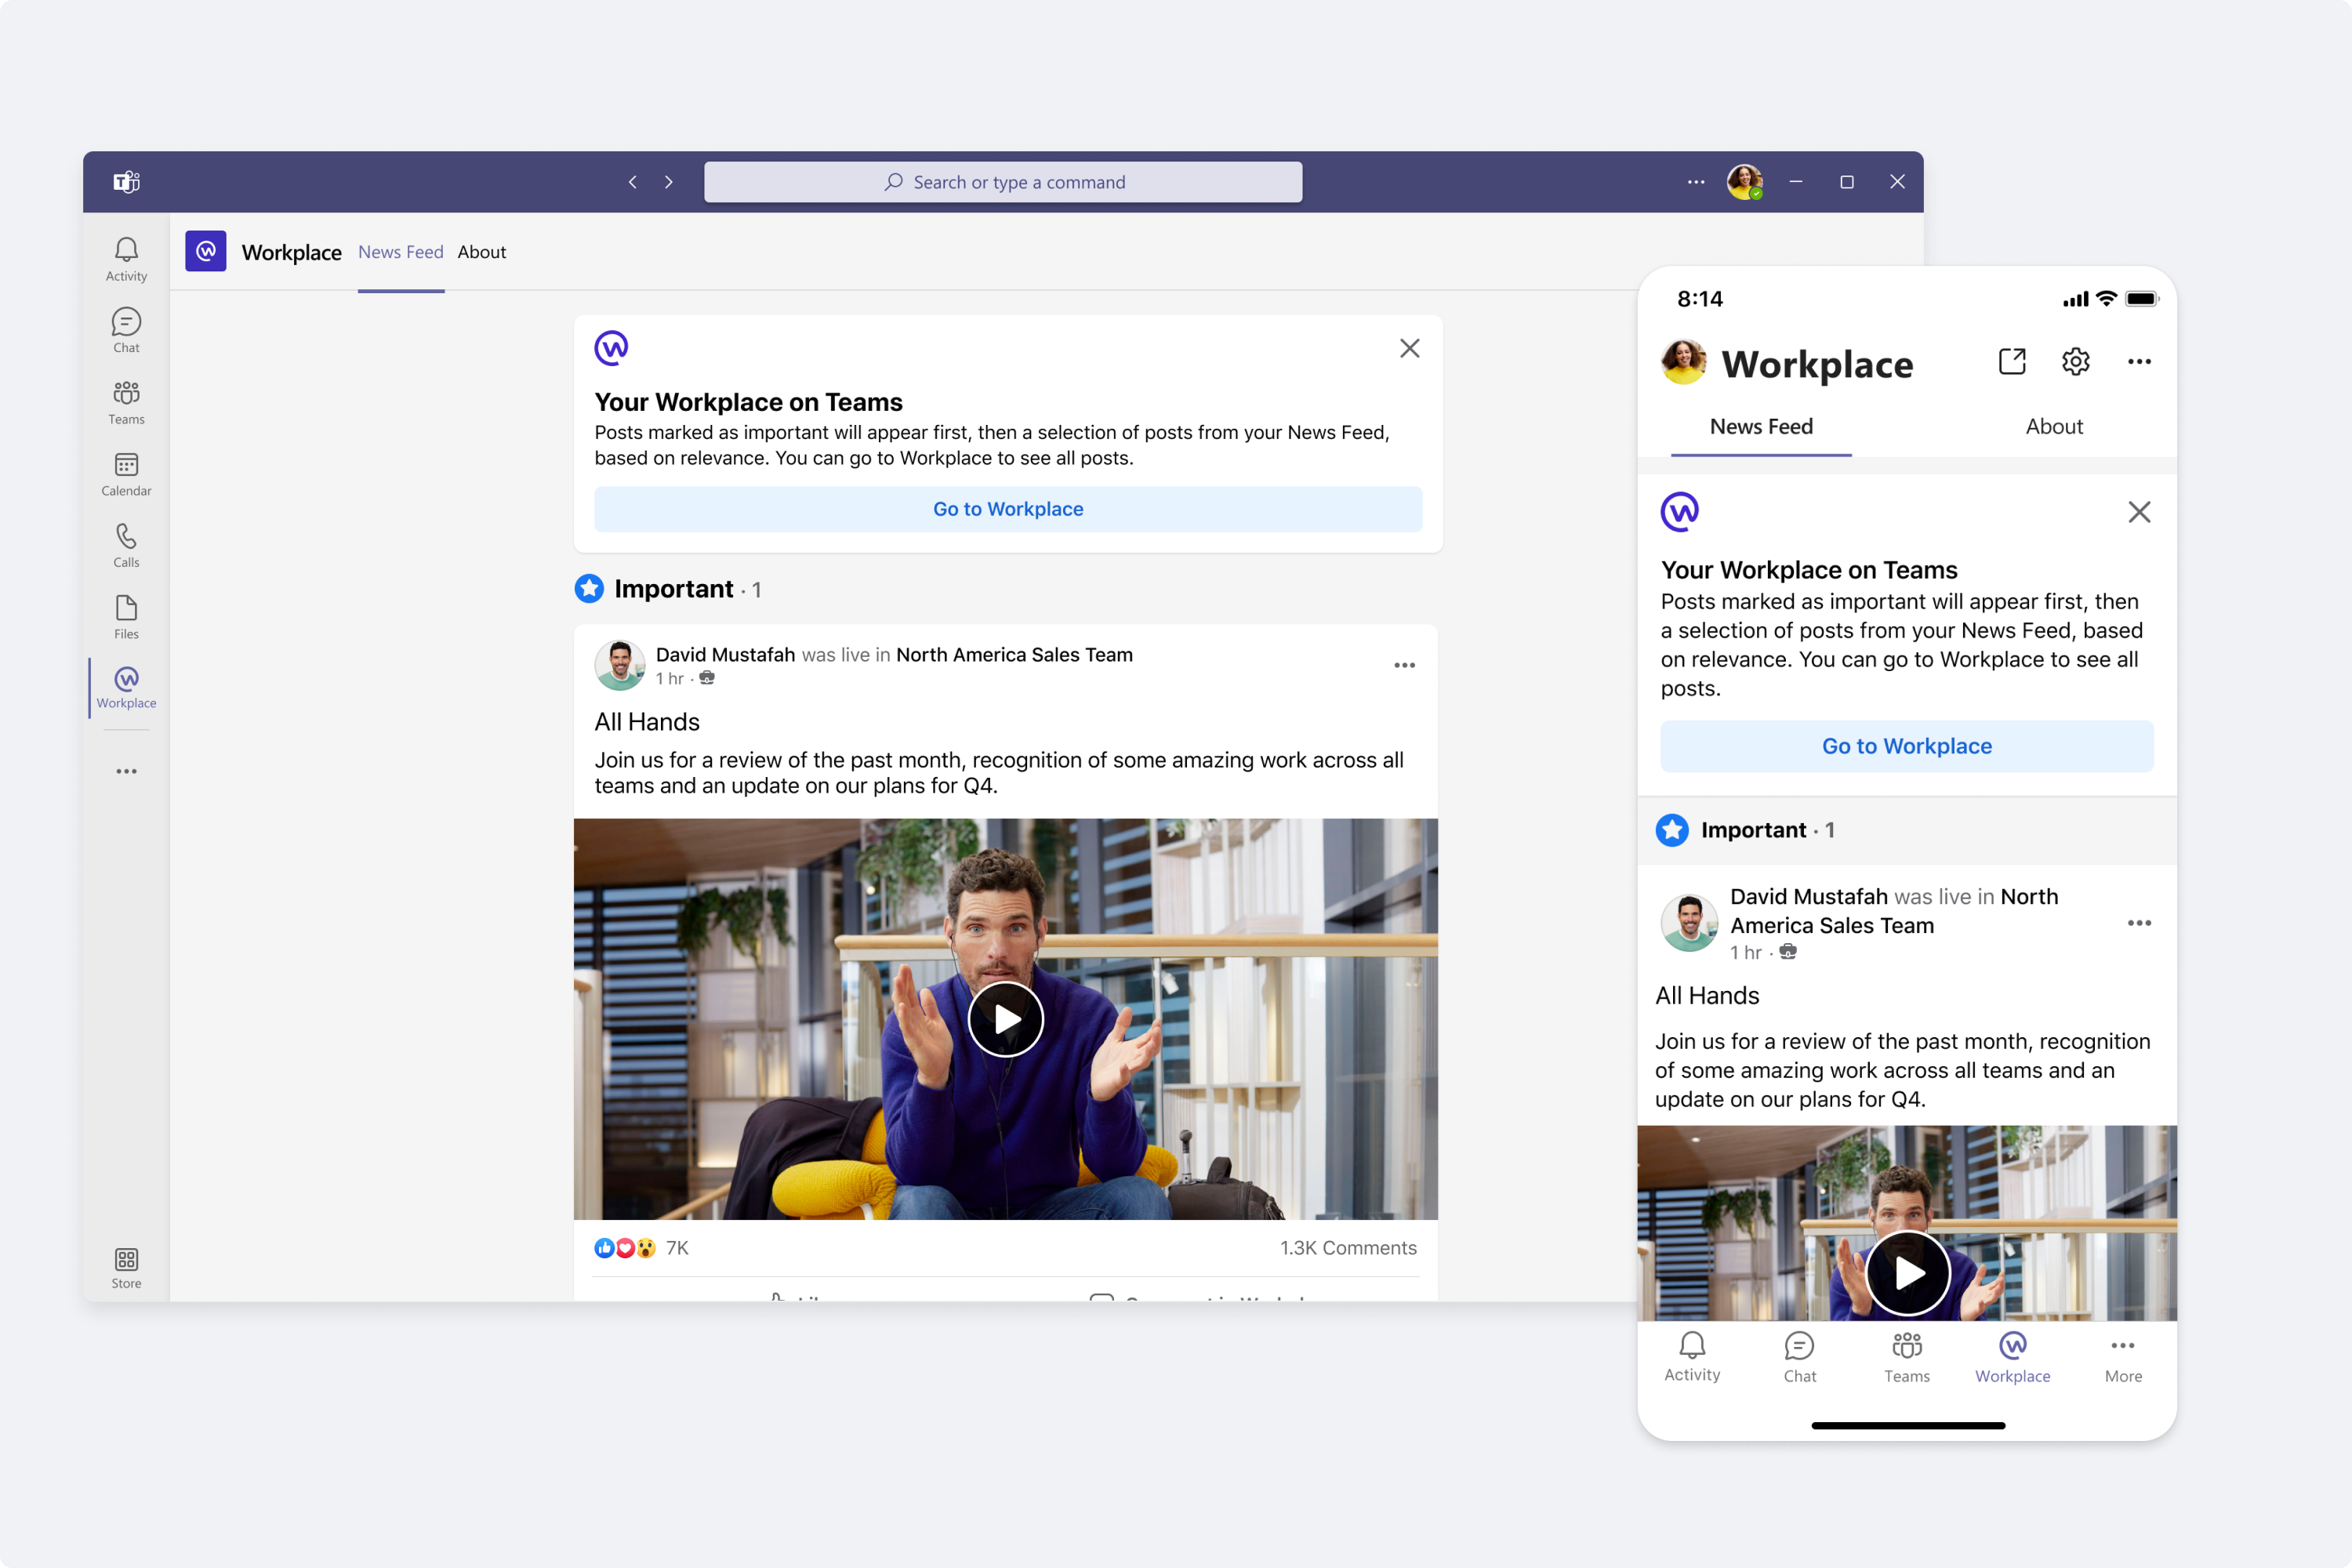 Search or type a command
Activity
Chat
Teams
Calendar
Calls
Files
Workplace
Store
Workplace News Feed About
Your Workplace on Teams
Posts marked as important will appear first, then a selection of posts from your News Feed,
based on relevance. You can go to Workplace to see all posts.
Go to Workplace
Important · 1
David Mustafah was live in North America Sales Team
1 hr ·
All Hands
Join us for a review of the past month, recognition of some amazing work across all
teams and an update on our plans for Q4.
7K
1.3K Comments
8:14
Workplace
News Feed
About
Your Workplace on Teams
Posts marked as important will appear first, then
a selection of posts from your News Feed, based
on relevance. You can go to Workplace to see all
posts.
Go to Workplace
Important · 1
David Mustafah was live in North
America Sales Team
1 hr ·
All Hands
Join us for a review of the past month, recognition
of some amazing work across all teams and an
update on our plans for Q4.
Activity
Chat
Teams
Workplace
More